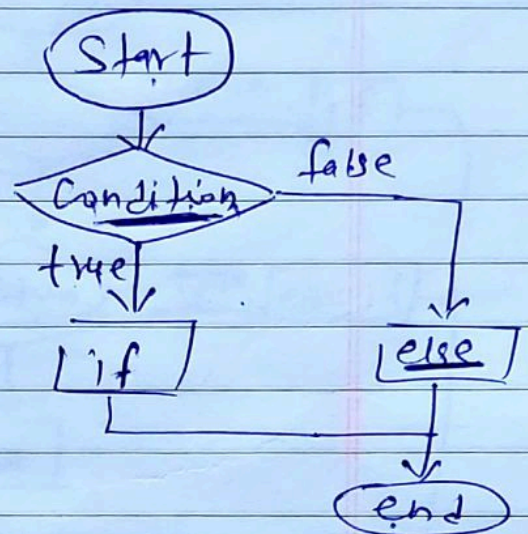 Start
Condition
false
true
if
else
end